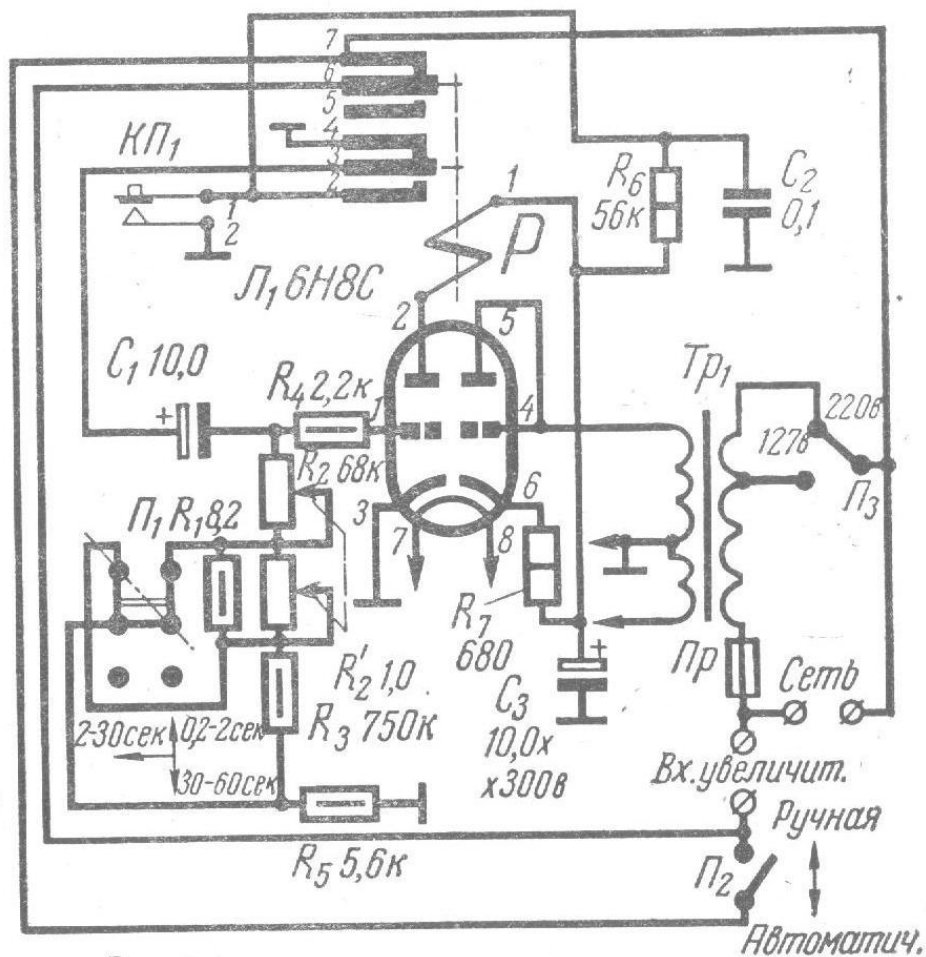 7
6
5
4
3
2
КП₁
1
2
1
R₆
56к
C₂
0,1
P
Л₁ 6Н8С
2
5
C₁ 10,0
R₄ 2,2к
1
4
Тр₁
220в
127в
П₃
R₂ 68к
3
6
7
8
П₁ R₁ 8,2
R₇
680
R₂' 1,0
R₃ 750к
C₃
10,0х
х300в
Пр
Сеть
2-30сек
0,2-2сек
30-60сек
Вх. увеличит.
Ручная
R₅ 5,6к
П₂
Автоматич.